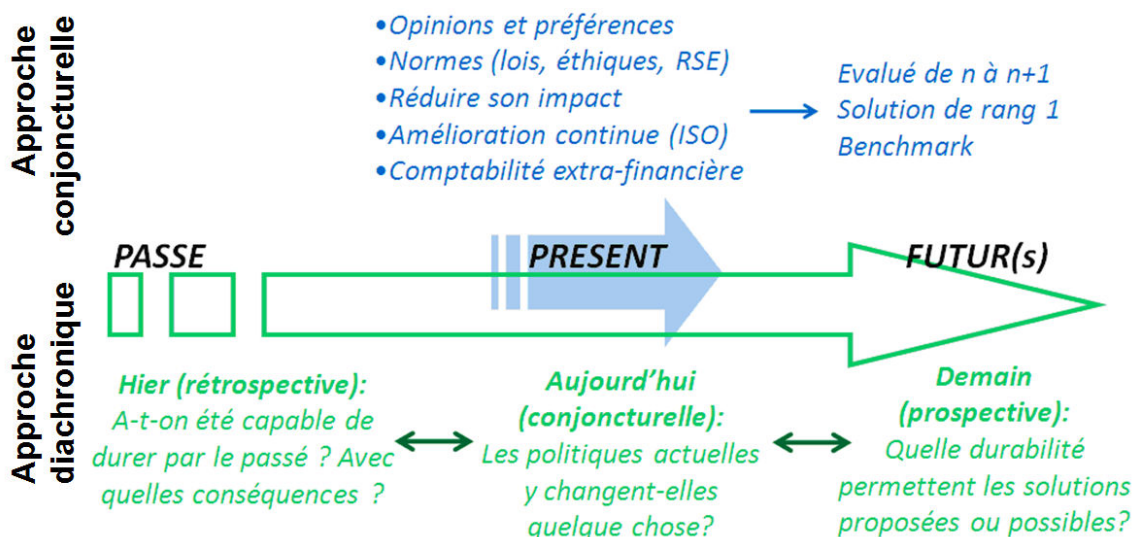 Approche
conjoncturelle
•Opinions et préférences
•Normes (lois, éthiques, RSE)
•Réduire son impact
•Amélioration continue (ISO)
•Comptabilité extra-financière
Evalué de n à n+1
Solution de rang 1
Benchmark
PASSE
PRESENT
FUTUR(s)
Approche
diachronique
Hier (rétrospective):
A-t-on été capable de
durer par le passé ? Avec
quelles conséquences ?
Aujourd'hui
(conjoncturelle):
Les politiques actuelles
y changent-elles
quelque chose?
Demain
(prospective):
Quelle durabilité
permettent les solutions
proposées ou possibles?